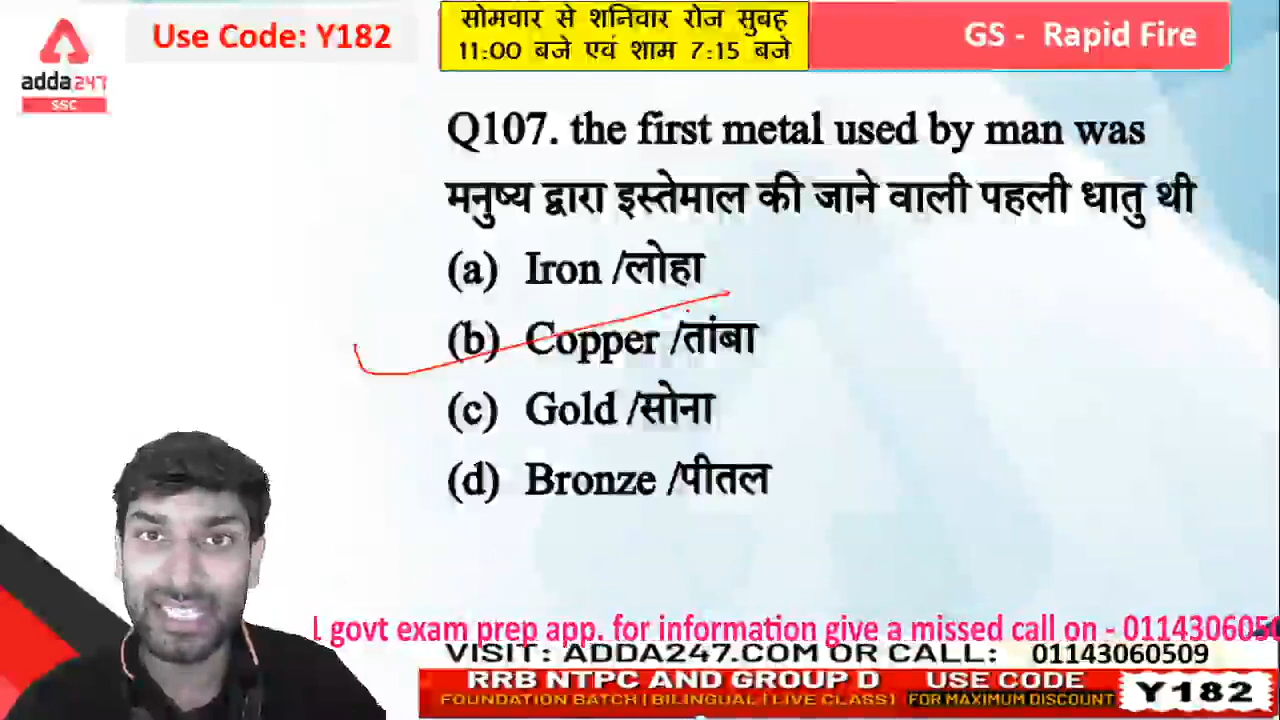 Use Code: Y182
सोमवार से शनिवार रोज सुबह
11:00 बजे एवं शाम 7:15 बजे
GS - Rapid Fire
adda247
SSC
Q107. the first metal used by man was
मनुष्य द्वारा इस्तेमाल की जाने वाली पहली धातु थी
(a) Iron /लोहा
(b) Copper /तांबा
(c) Gold /सोना
(d) Bronze /पीतल
govt exam prep app. for information give a missed call on - 011430605
VISIT: ADDA247.COM OR CALL: 01143060509
RRB NTPC AND GROUP D USE CODE
FOUNDATION BATCH | BILINGUAL | LIVE CLASS) FOR MAXIMUM DISCOUNT
Y182